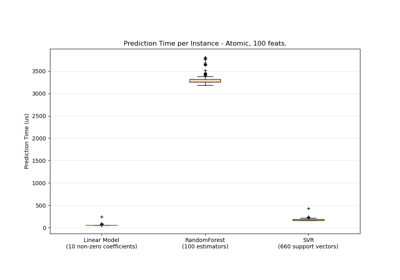 Prediction Time per Instance - Atomic, 100 feats.
3500
3000
2500
2000
1500
1000
500
0
Prediction Time (us)
Linear Model
(10 non-zero coefficients)
RandomForest
(100 estimators)
SVR
(660 support vectors)